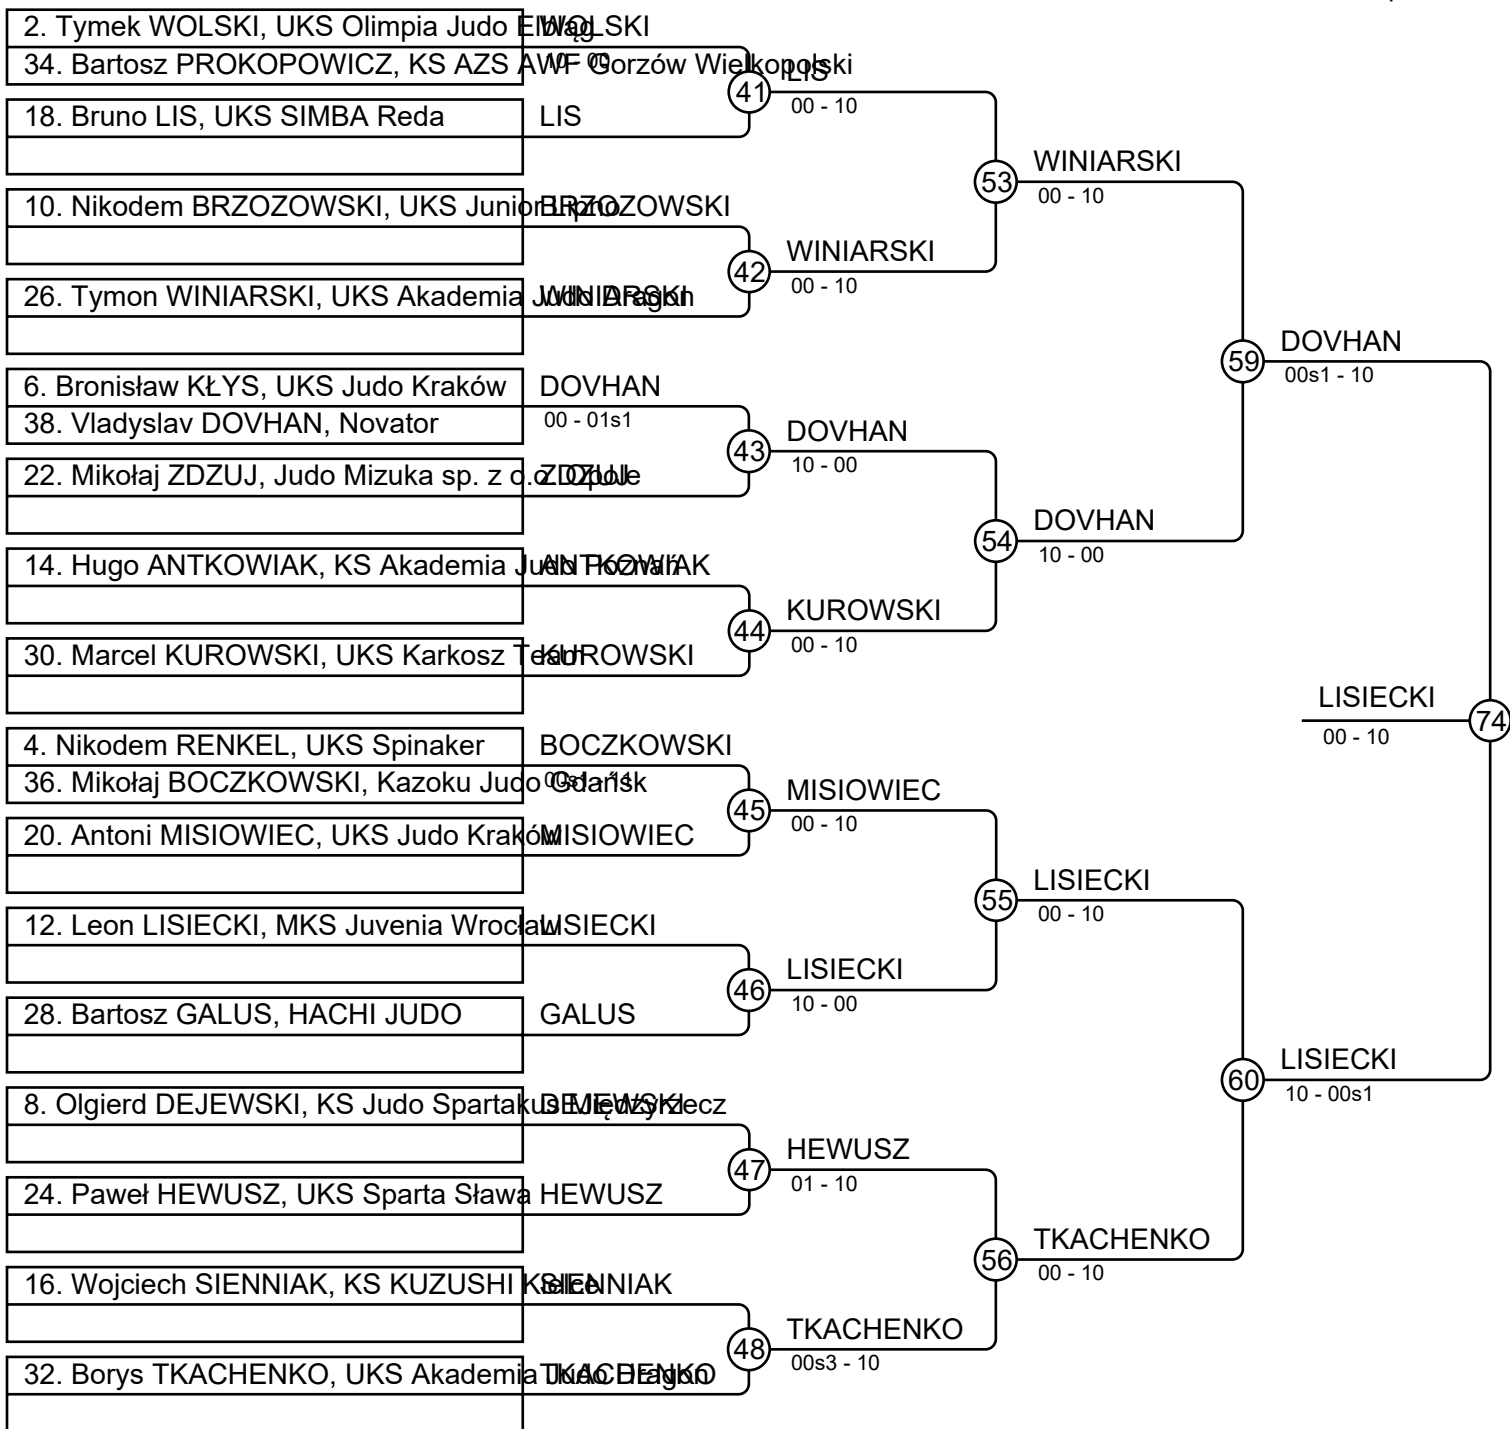 2. Tymek WOLSKI, UKS Olimpia Judo Elbląg
WOLSKI
34. Bartosz PROKOPOWICZ, KS AZS AWF Gorzów Wielkopolski
10 - 00
18. Bruno LIS, UKS SIMBA Reda
LIS
41
LIS
00 - 10
10. Nikodem BRZOZOWSKI, UKS Junior Lipno
BRZOZOWSKI
26. Tymon WINIARSKI, UKS Akademia Judo Dragon
WINIARSKI
42
WINIARSKI
00 - 10
53
WINIARSKI
00 - 10
6. Bronisław KŁYS, UKS Judo Kraków
DOVHAN
38. Vladyslav DOVHAN, Novator
00 - 01s1
22. Mikołaj ZDZUJ, Judo Mizuka sp. z o.o. Opole
ZDZUJ
43
DOVHAN
10 - 00
14. Hugo ANTKOWIAK, KS Akademia Judo Poznań
ANTKOWIAK
30. Marcel KUROWSKI, UKS Karkosz Team
KUROWSKI
44
KUROWSKI
00 - 10
54
DOVHAN
10 - 00
59
DOVHAN
00s1 - 10
4. Nikodem RENKEL, UKS Spinaker
BOCZKOWSKI
36. Mikołaj BOCZKOWSKI, Kazoku Judo Gdańsk
20. Antoni MISIOWIEC, UKS Judo Kraków
MISIOWIEC
45
MISIOWIEC
00 - 10
12. Leon LISIECKI, MKS Juvenia Wrocław
LISIECKI
28. Bartosz GALUS, HACHI JUDO
GALUS
46
LISIECKI
10 - 00
55
LISIECKI
00 - 10
8. Olgierd DEJEWSKI, KS Judo Spartakus Międzyrzecz
DEJEWSKI
24. Paweł HEWUSZ, UKS Sparta Sława
HEWUSZ
47
HEWUSZ
01 - 10
16. Wojciech SIENNIAK, KS KUZUSHI Kielce
SIENNIAK
32. Borys TKACHENKO, UKS Akademia Judo Dragon
TKACHENKO
48
TKACHENKO
00s3 - 10
56
TKACHENKO
00 - 10
60
LISIECKI
10 - 00s1
LISIECKI
74
00 - 10